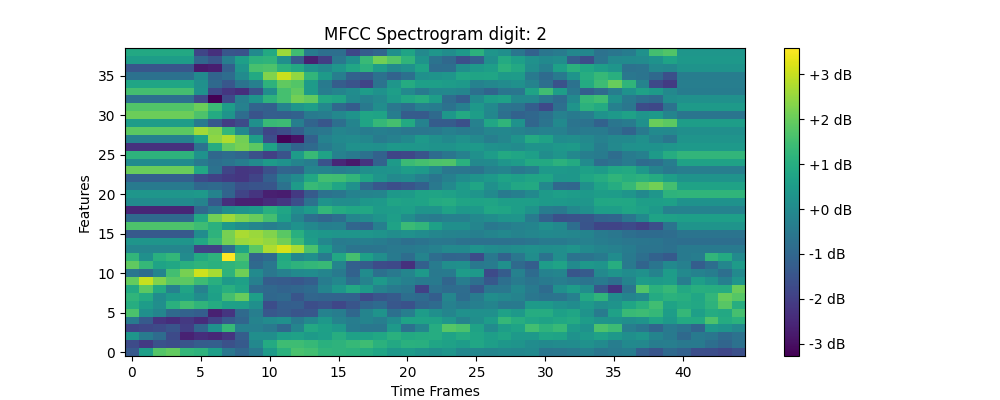 MFCC Spectrogram digit: 2
Features
35
30
25
20
15
10
5
0
0 5 10 15 20 25 30 35 40
Time Frames
+3 dB
+2 dB
+1 dB
+0 dB
-1 dB
-2 dB
-3 dB